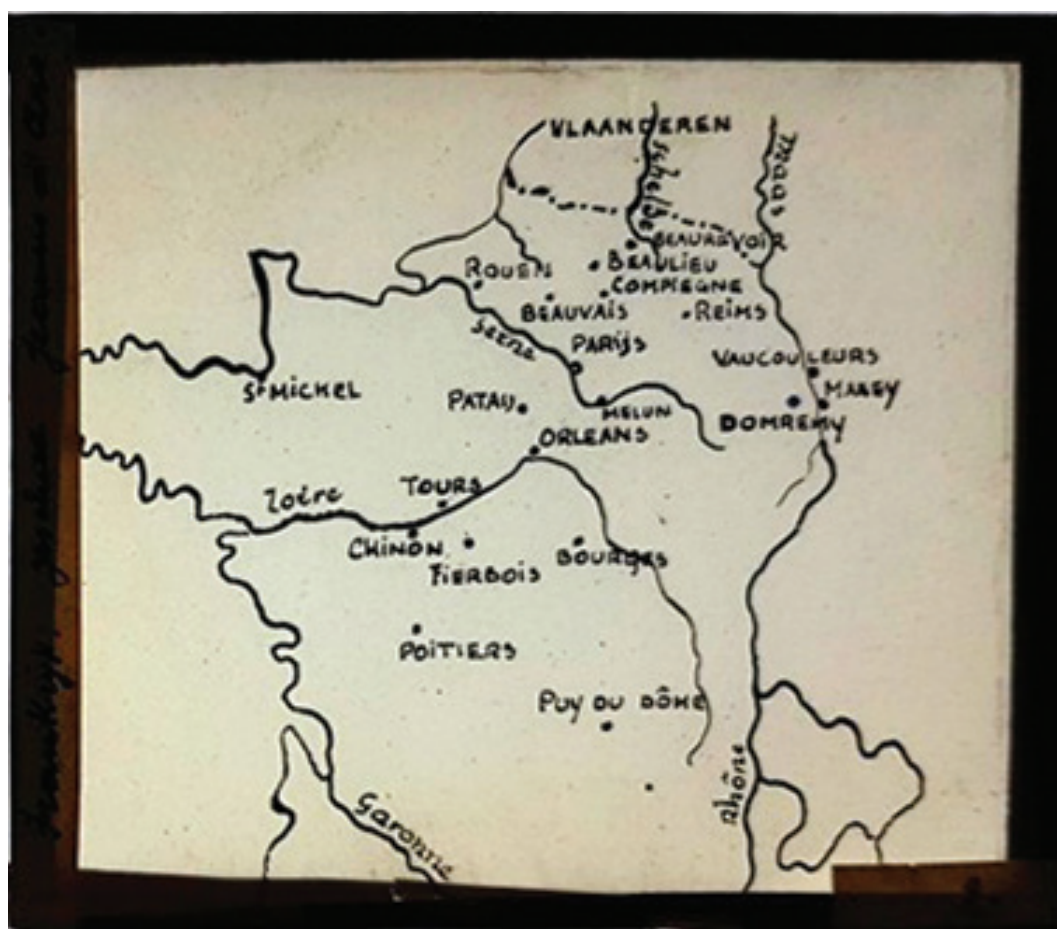 VLAANDEREN
Schelde
Maas
BEAUREVOIR
BEAULIEU
ROUEN
COMPIEGNE
BEAUVAIS
REIMS
Seine
PARIJS
VAUCOULEURS
St MICHEL
MAXEY
PATAY
MELUN
DOMREMY
ORLEANS
Loire
TOURS
CHINON
BOURGES
FIERBOIS
POITIERS
PUY DU DÔME
Rhône
Garonne